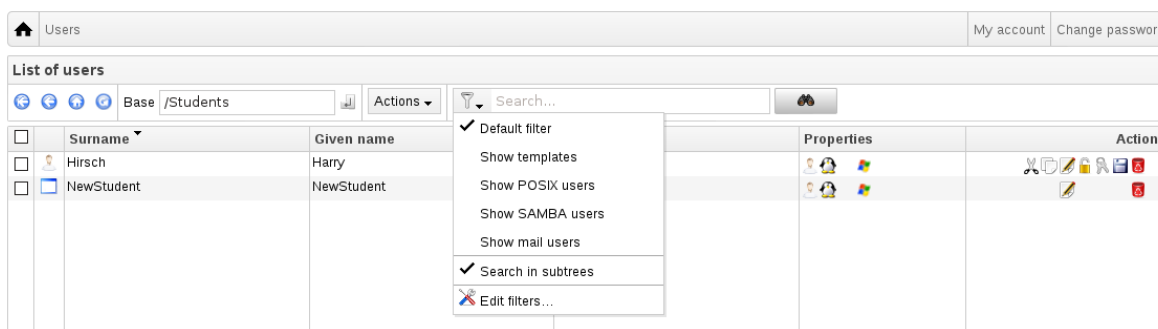 Users My account Change passwor
List of users
Base /Students Actions Search...
Surname Given name Properties Action
Default filter
Hirsch Harry
Show templates
NewStudent NewStudent Show POSIX users
Show SAMBA users
Show mail users
Search in subtrees
Edit filters...